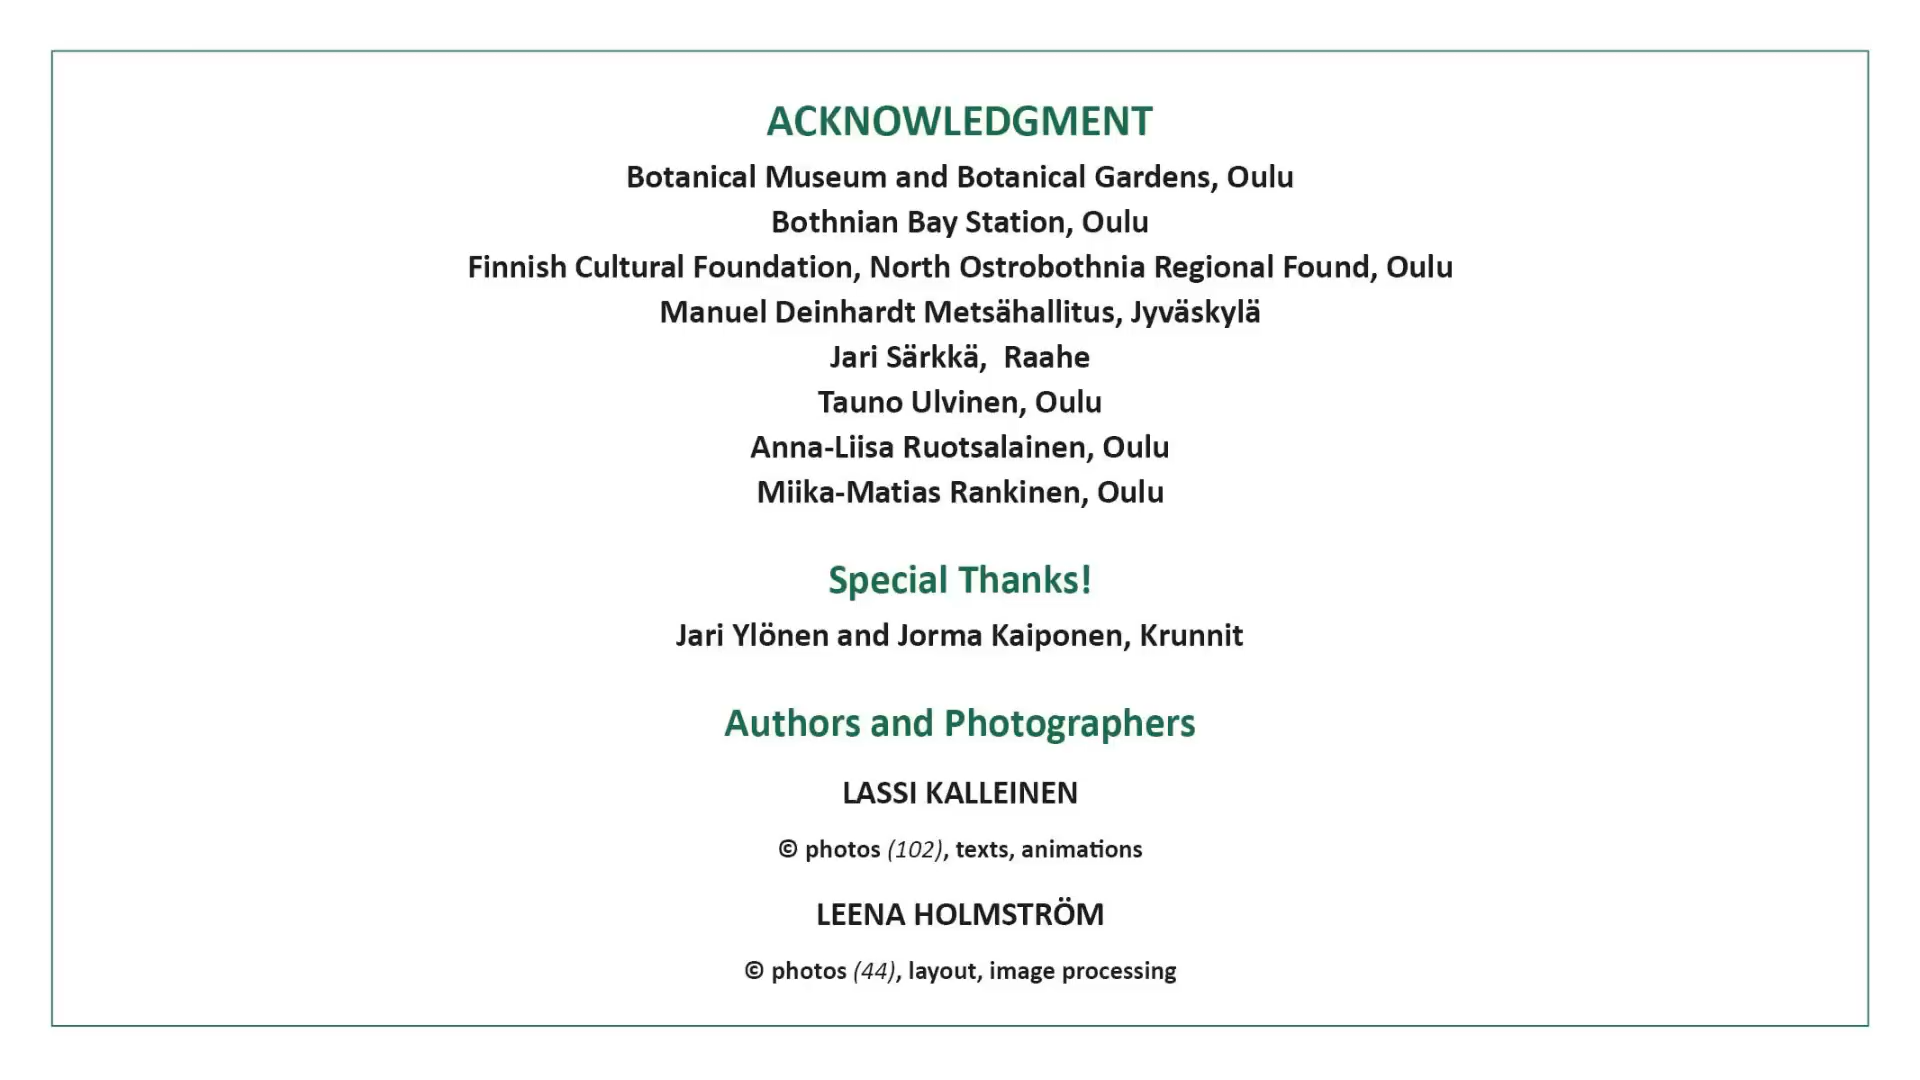 ACKNOWLEDGMENT
Botanical Museum and Botanical Gardens, Oulu
Bothnian Bay Station, Oulu
Finnish Cultural Foundation, North Ostrobothnia Regional Found, Oulu
Manuel Deinhardt Metsähallitus, Jyväskylä
Jari Särkkä,  Raahe
Tauno Ulvinen, Oulu
Anna-Liisa Ruotsalainen, Oulu
Miika-Matias Rankinen, Oulu
Special Thanks!
Jari Ylönen and Jorma Kaiponen, Krunnit
Authors and Photographers
LASSI KALLEINEN
© photos (102), texts, animations
LEENA HOLMSTRÖM
© photos (44), layout, image processing